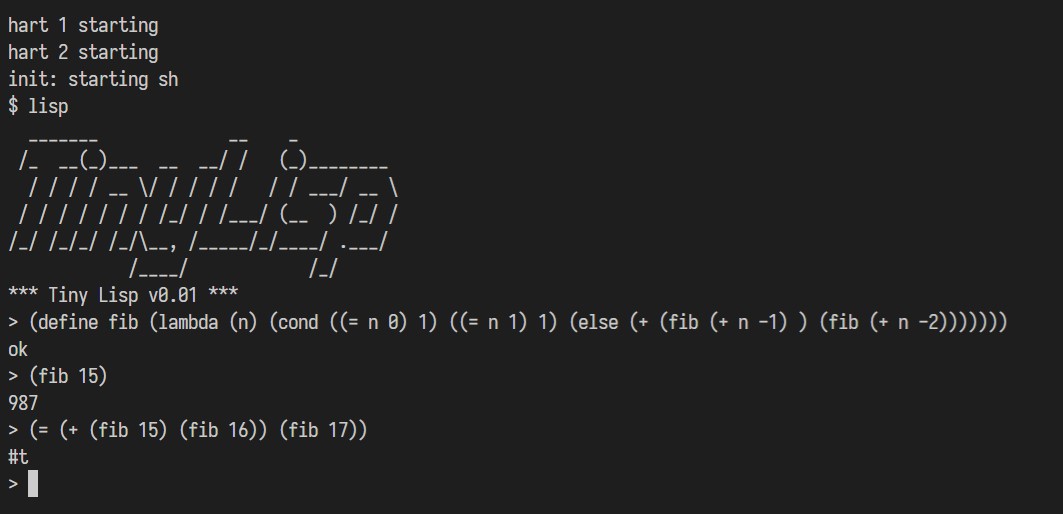 hart 1 starting
hart 2 starting
init: starting sh
$ lisp
  _______             __    _
 /_  __(_)___  __  __/ /   (_)________
  / / / / __ \/ / / / /   / / ___/ __ \
 / / / / / / / /_/ / /___/ (__  ) /_/ /
/_/ /_/_/ /_/\__, /_____/_/____/ .___/
            /____/            /_/
*** Tiny Lisp v0.01 ***
> (define fib (lambda (n) (cond ((= n 0) 1) ((= n 1) 1) (else (+ (fib (+ n -1) ) (fib (+ n -2)))))))
ok
> (fib 15)
987
> (= (+ (fib 15) (fib 16)) (fib 17))
#t
>